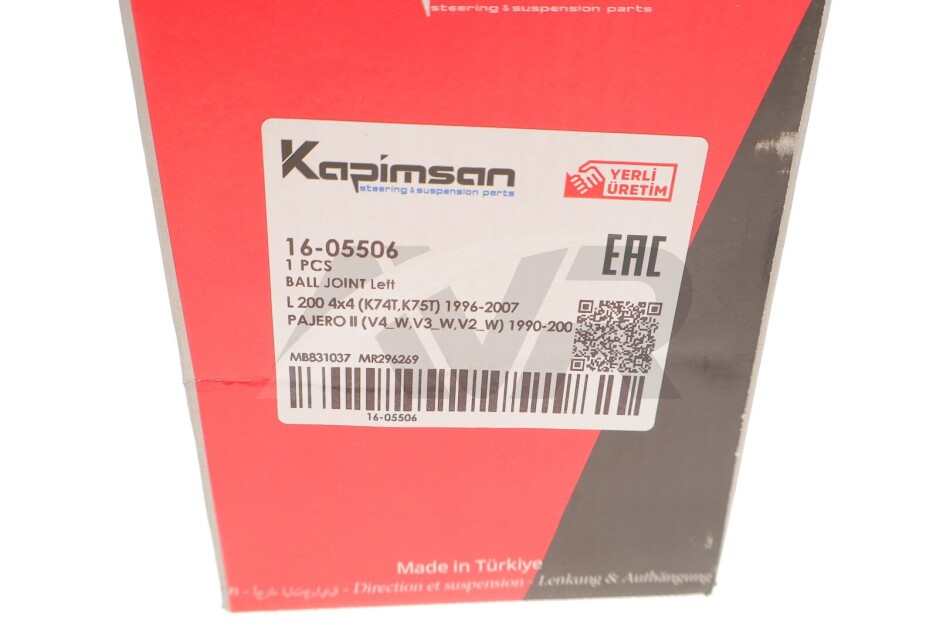 steering & suspension parts
Kapimsan
steering & suspension parts
YERLİ
ÜRETİM
16-05506
1 PCS
BALL JOINT Left
EAC
L 200 4x4 (K74T,K75T) 1996-2007
PAJERO II (V4_W,V3_W,V2_W) 1990-200
MB831037 MR296269
16-05506
AVR
Made in Türkiye
Direction et suspension - Lenkung & Aufhängung